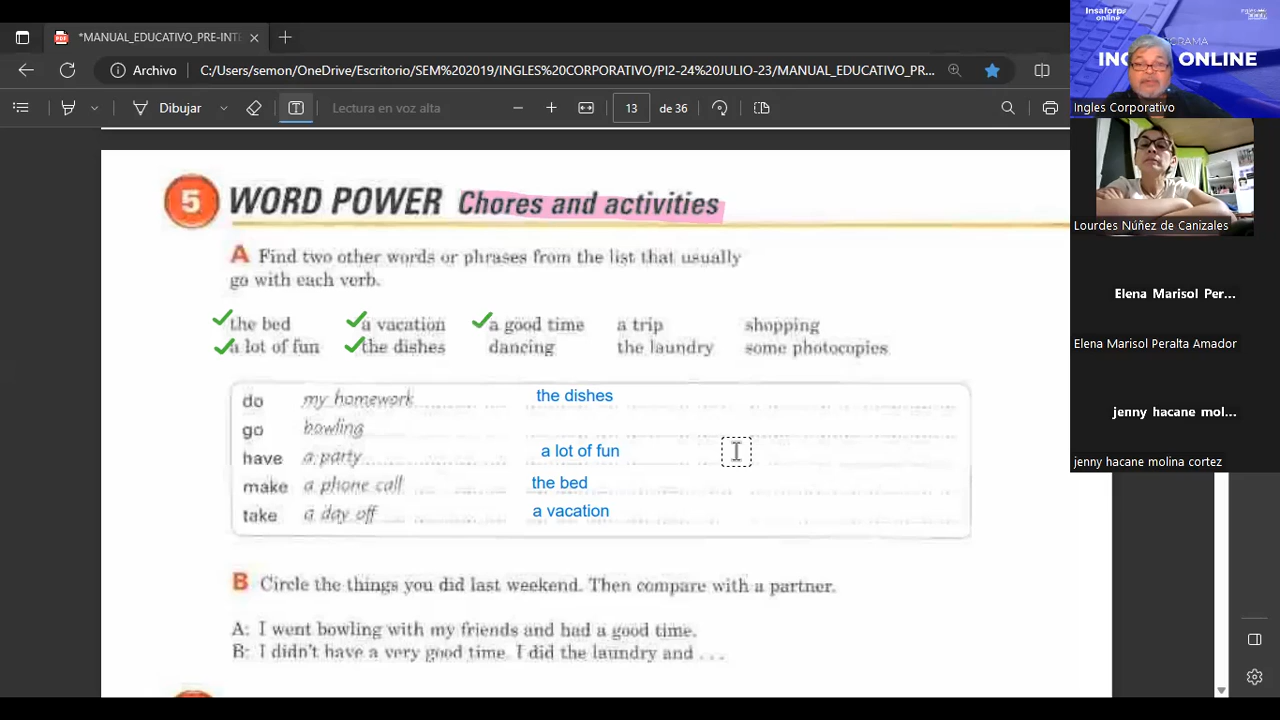 *MANUAL_EDUCATIVO_PRE-INTE
Archivo
C:/Users/semon/OneDrive/Escritorio/SEM%202019/INGLES%20CORPORATIVO/PI2-24%20JULIO-23/MANUAL_EDUCATIVO_PR...
Dibujar
Lectura en voz alta
13 de 36
5 WORD POWER Chores and activities
A Find two other words or phrases from the list that usually
go with each verb.
the bed a vacation a good time a trip shopping
a lot of fun the dishes dancing the laundry some photocopies
do my homework the dishes
go bowling
have a party a lot of fun
make a phone call the bed
take a day off a vacation
B Circle the things you did last weekend. Then compare with a partner.
A: I went bowling with my friends and had a good time.
B: I didn't have a very good time. I did the laundry and . . .
Insaforp
online
ONLINE
Ingles Corporativo
Lourdes Núñez de Canizales
Elena Marisol Per...
Elena Marisol Peralta Amador
jenny hacane mol...
jenny hacane molina cortez